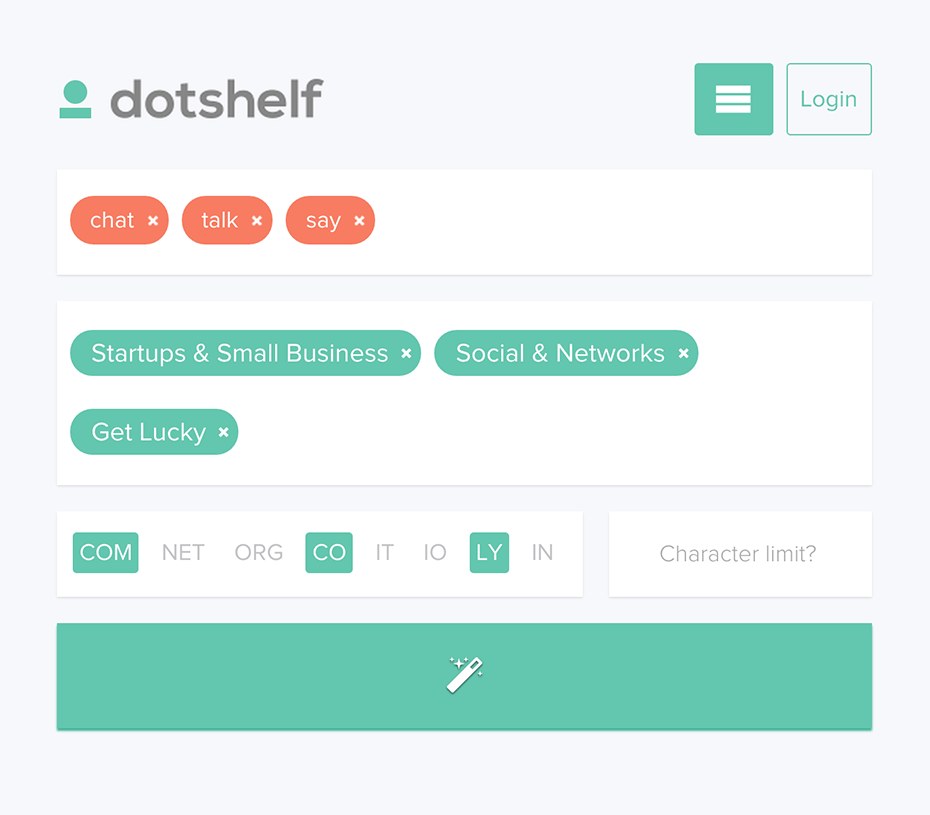 dotshelf
Login
chat × talk × say ×
Startups & Small Business × Social & Networks ×
Get Lucky ×
COM NET ORG CO IT IO LY IN
Character limit?